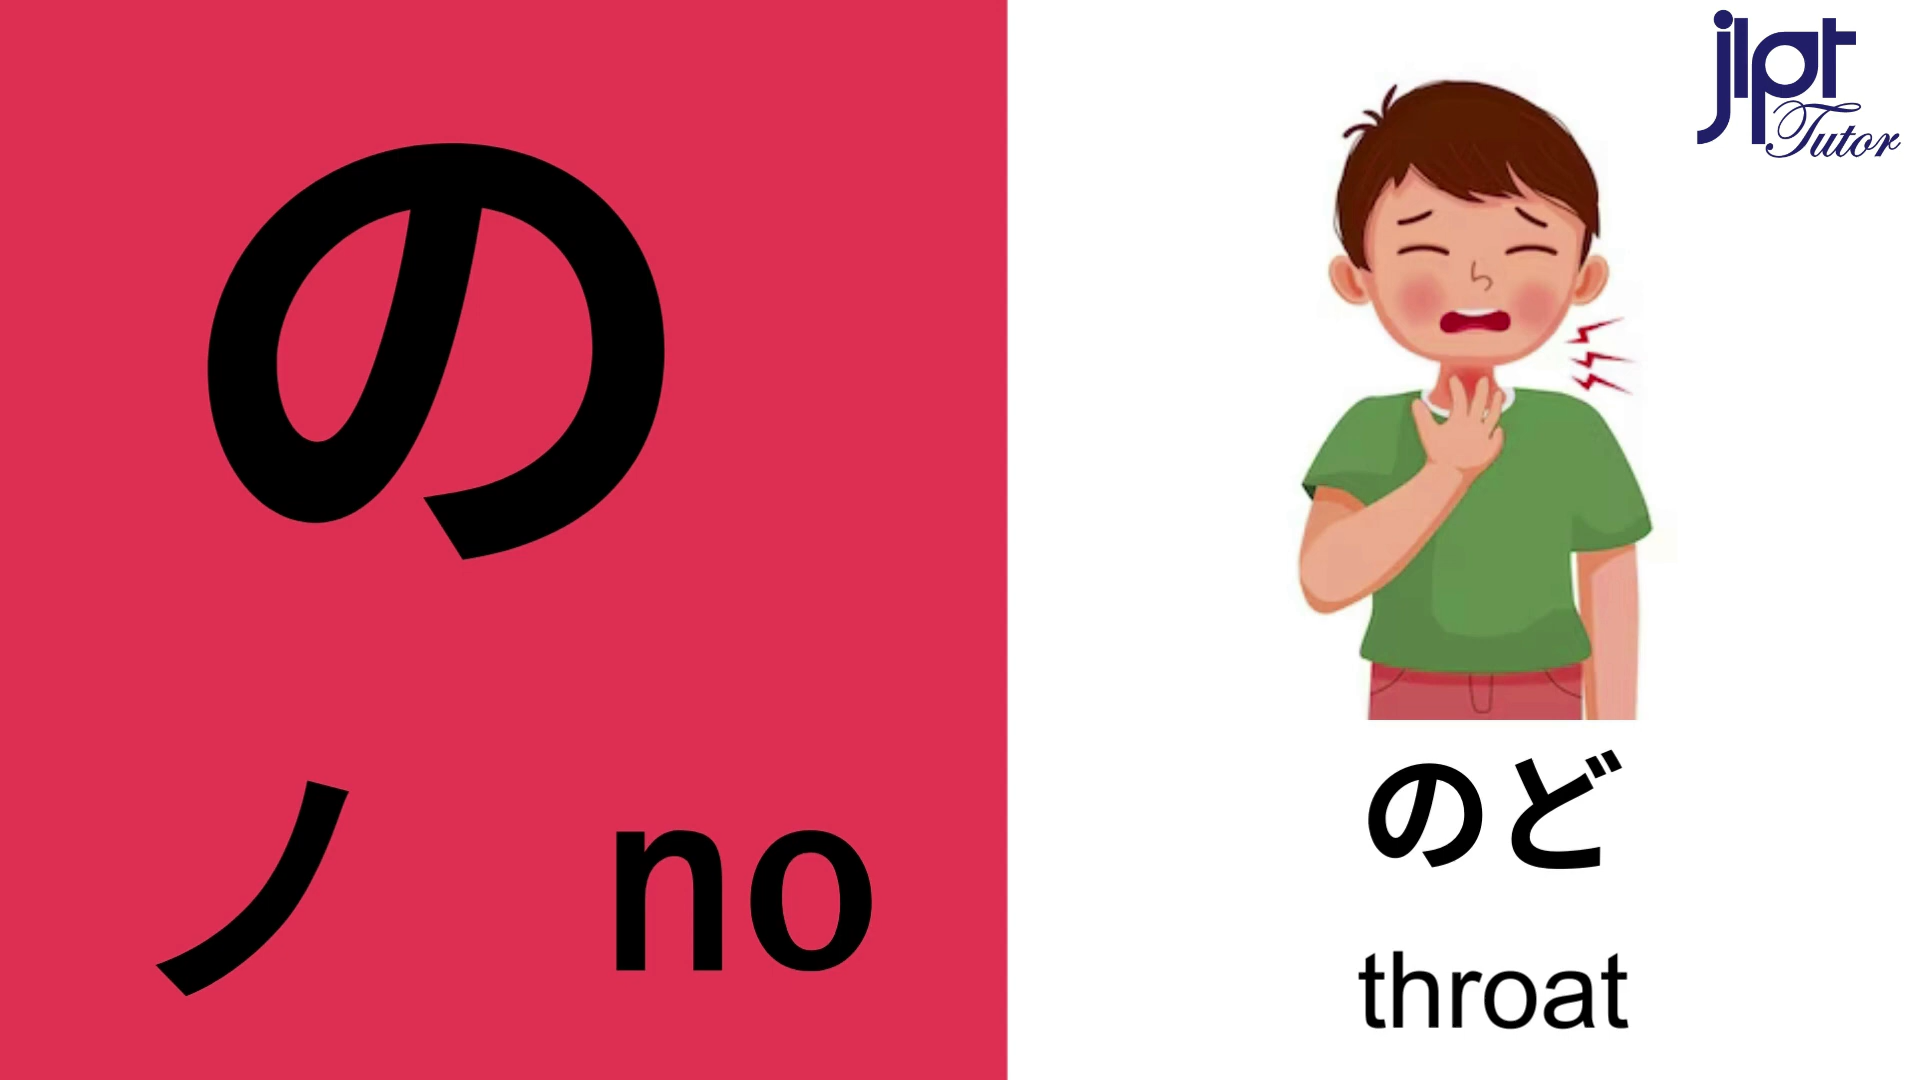 の
ノ no
jlpt
Tutor
のど
throat